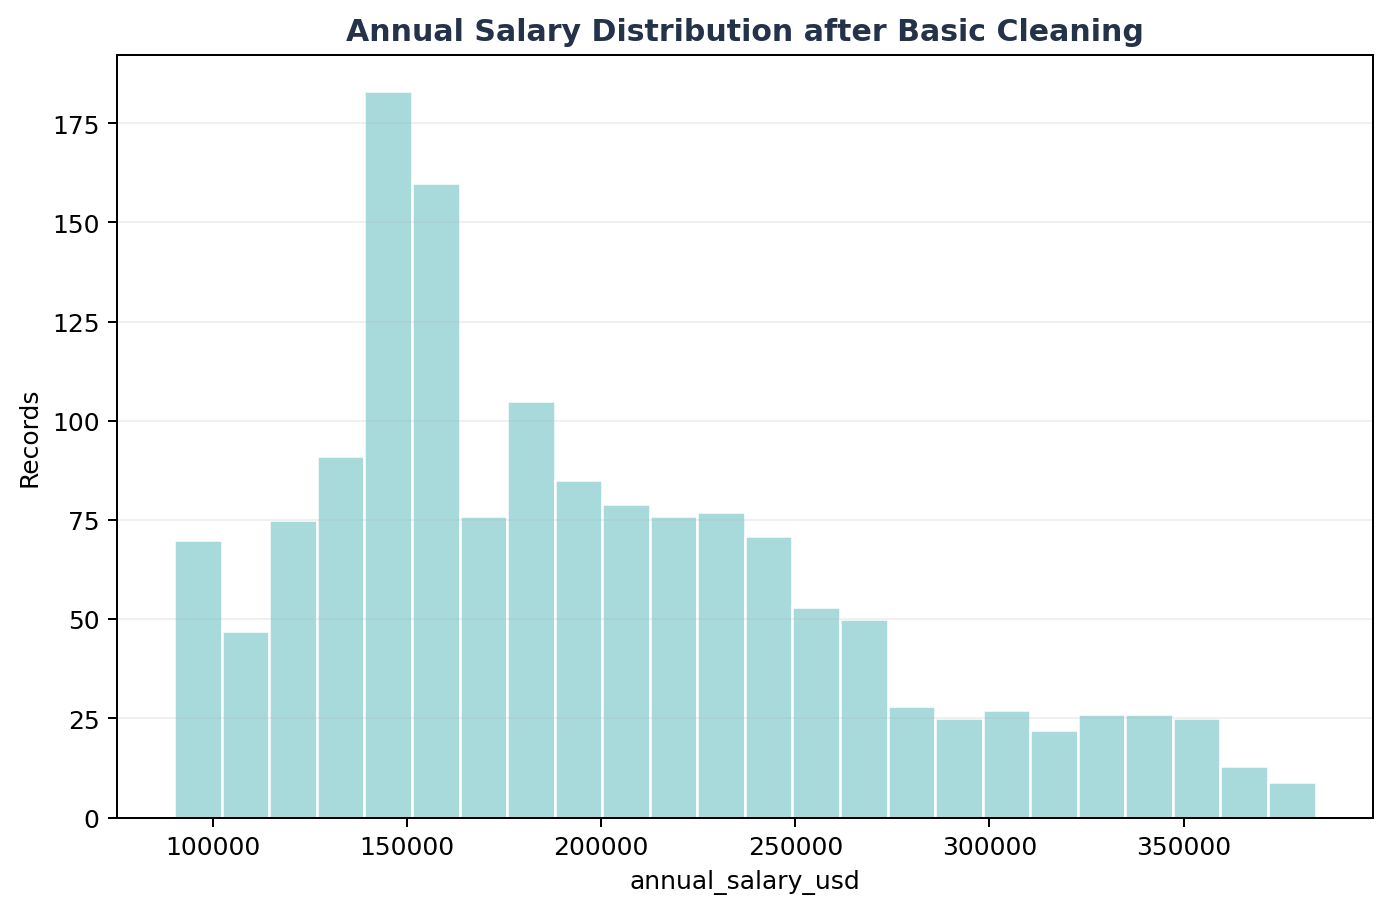 Annual Salary Distribution after Basic Cleaning
175
150
125
100
75
50
25
0
Records
100000 150000 200000 250000 300000 350000
annual_salary_usd